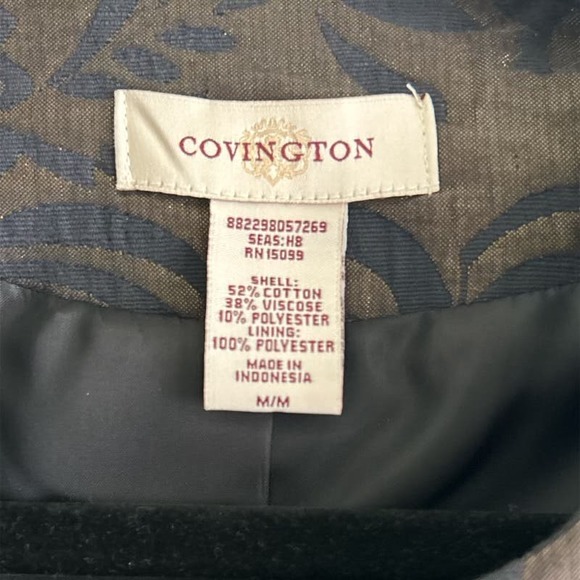 COVINGTON
882298057269
SEAS:H8
RN15099
SHELL:
52% COTTON
38% VISCOSE
10% POLYESTER
LINING:
100% POLYESTER
MADE IN
INDONESIA
M/M